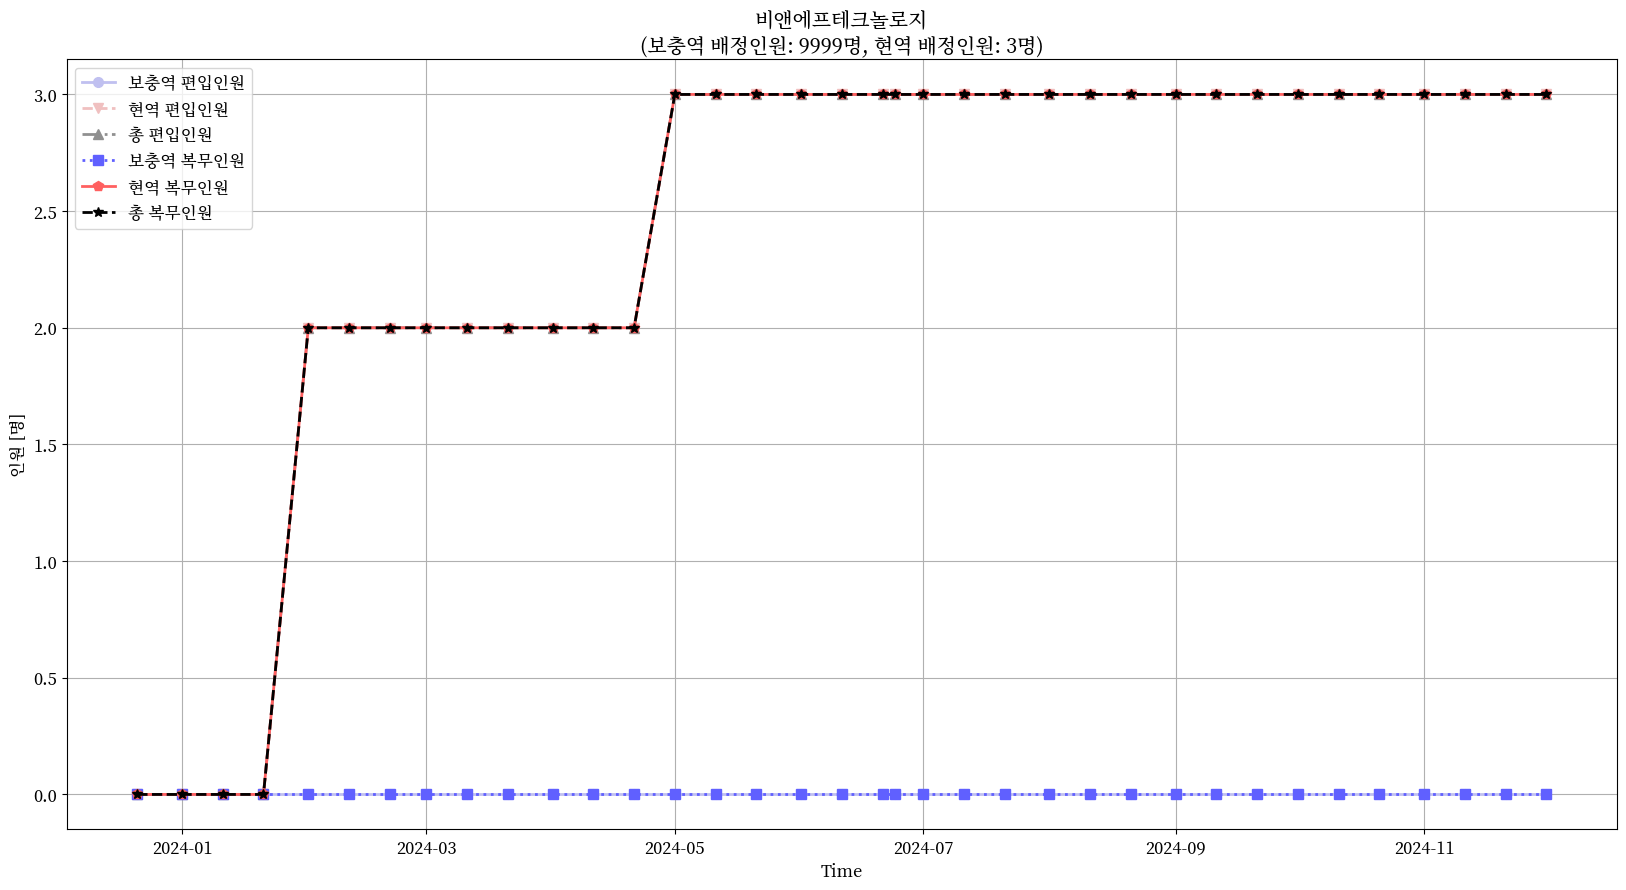 비앤에프테크놀로지
(보충역 배정인원: 9999명, 현역 배정인원: 3명)
보충역 편입인원
현역 편입인원
총 편입인원
보충역 복무인원
현역 복무인원
총 복무인원
3.0
2.5
2.0
1.5
1.0
0.5
0.0
인원 [명]
2024-01
2024-03
2024-05
2024-07
2024-09
2024-11
Time